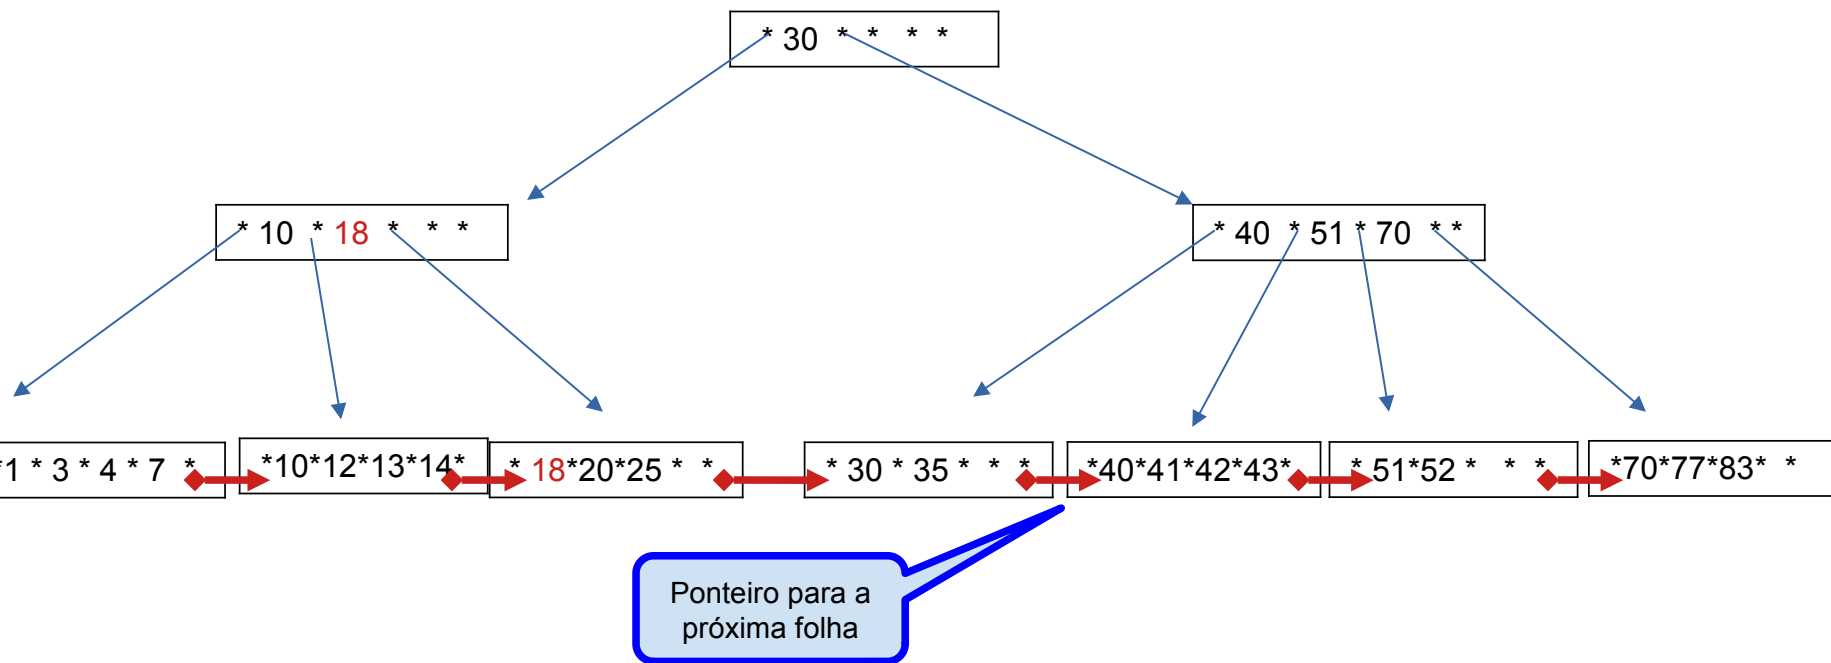 * 30 * * * *
* 10 * 18 * * *
* 40 * 51 * 70 * *
*1 * 3 * 4 * 7 *
*10*12*13*14*
* 18*20*25 * *
* 30 * 35 * * *
*40*41*42*43*
* 51*52 * * *
*70*77*83* *
Ponteiro para a
próxima folha